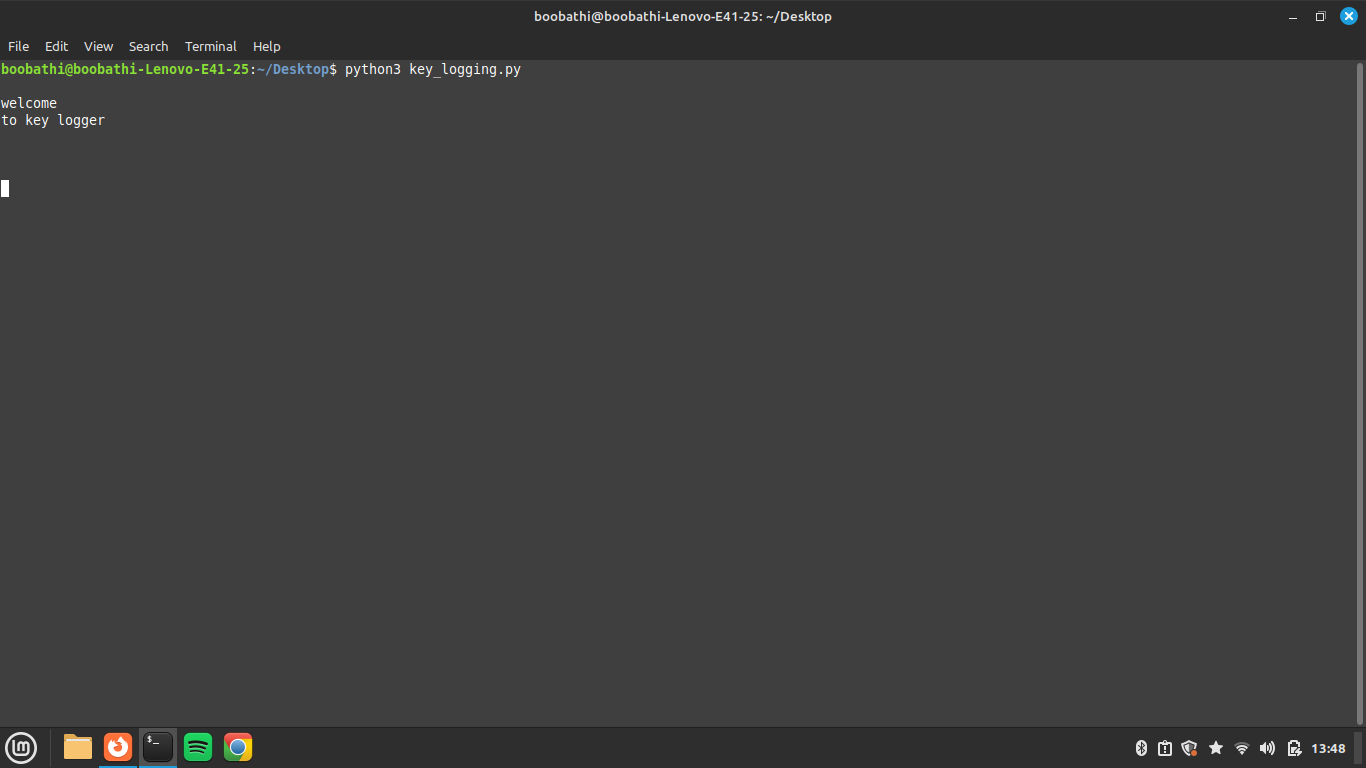 boobathi@boobathi-Lenovo-E41-25: ~/Desktop
File Edit View Search Terminal Help
boobathi@boobathi-Lenovo-E41-25:~/Desktop$ python3 key_logging.py
welcome
to key logger
$_
13:48